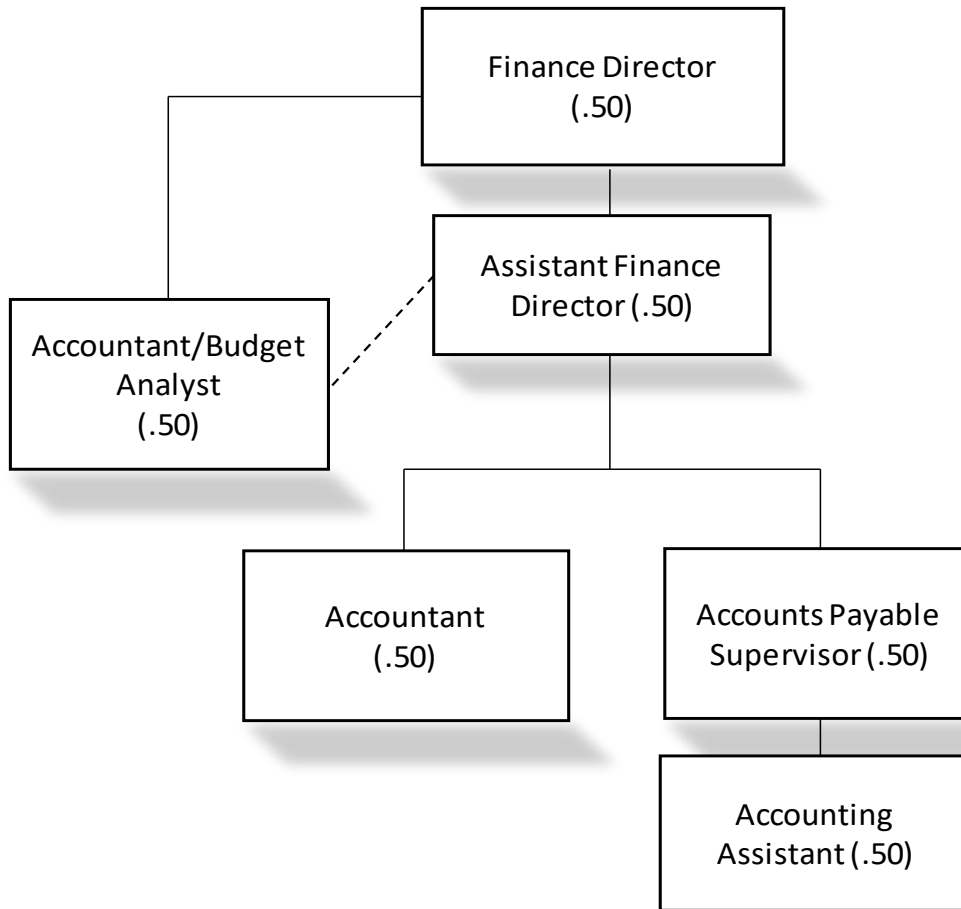 Finance Director
(.50)
Assistant Finance
Director (.50)
Accountant/Budget
Analyst
(.50)
Accountant
(.50)
Accounts Payable
Supervisor (.50)
Accounting
Assistant (.50)